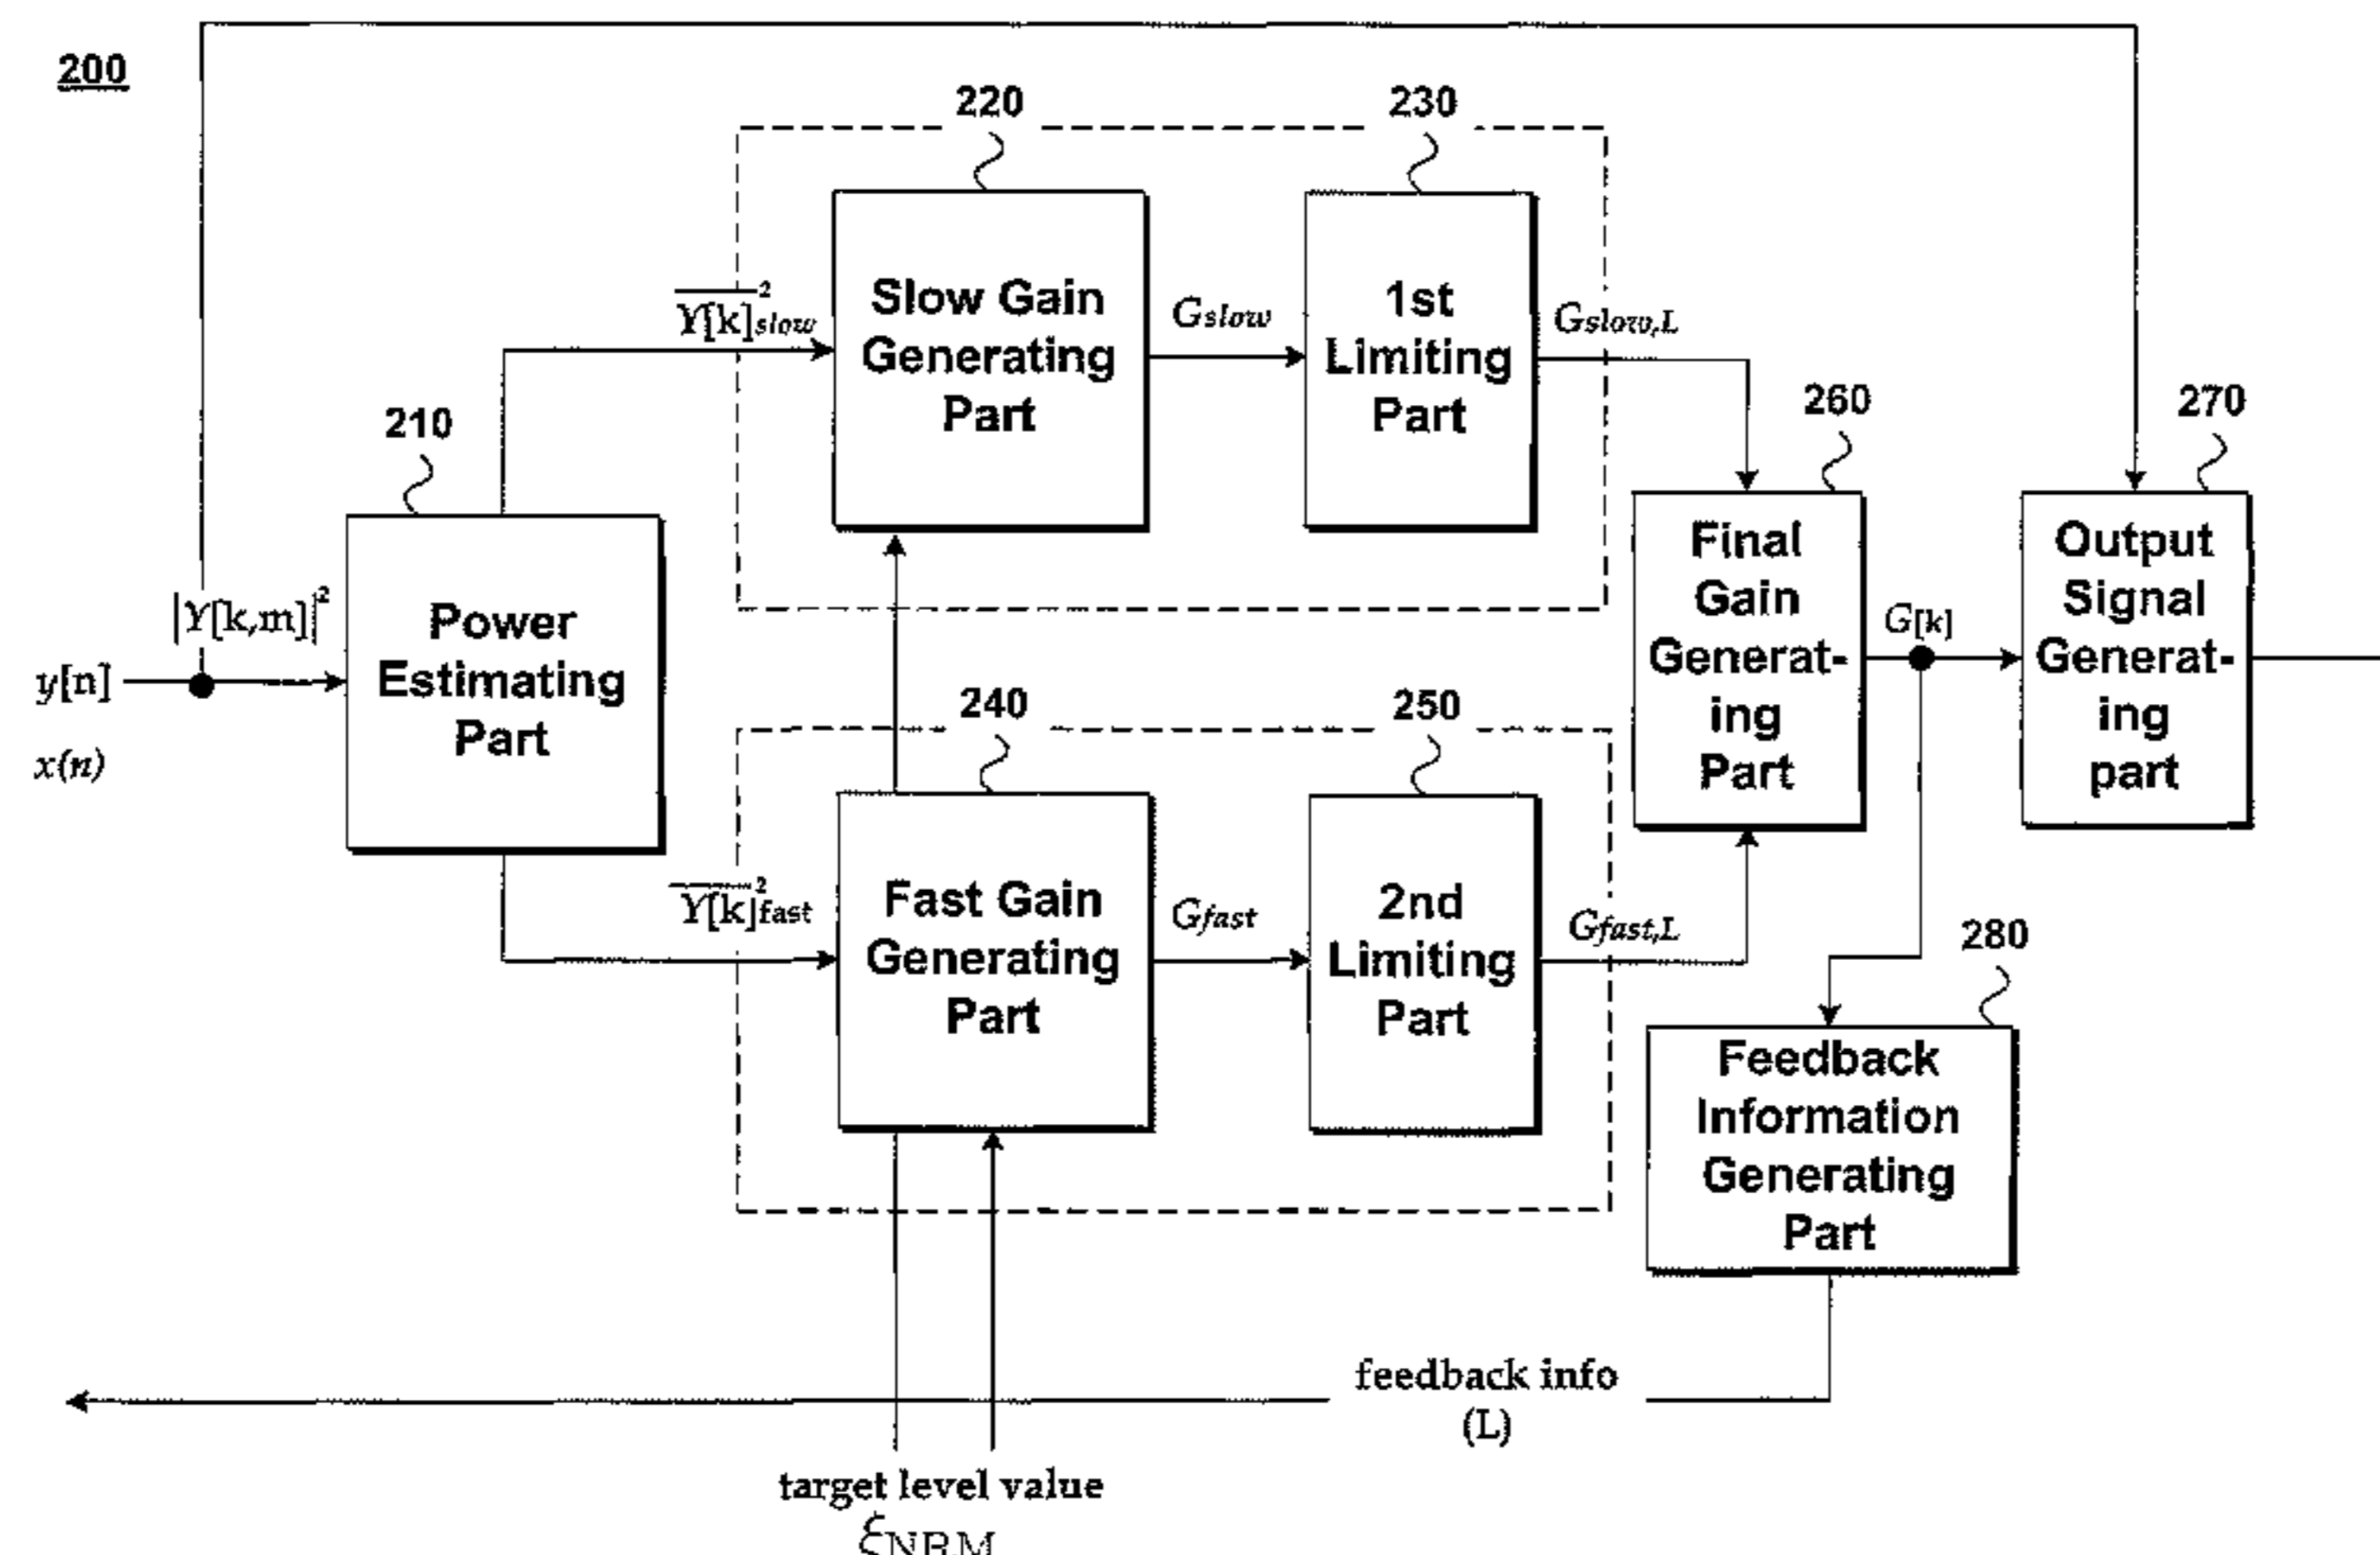 200
220
230
Slow Gain
Generating
Part
1st
Limiting
Part
Y[k]²slow
Gslow
Gslow,L
210
260
270
|Y[k,m]|²
y[n]
x(n)
Power
Estimating
Part
Final
Gain
Generat-
ing
Part
G[k]
Output
Signal
Generat-
ing
part
240
250
Y[k]²fast
Fast Gain
Generating
Part
Gfast
2nd
Limiting
Part
Gfast,L
280
Feedback
Information
Generating
Part
feedback info
(L)
target level value
ξNRM